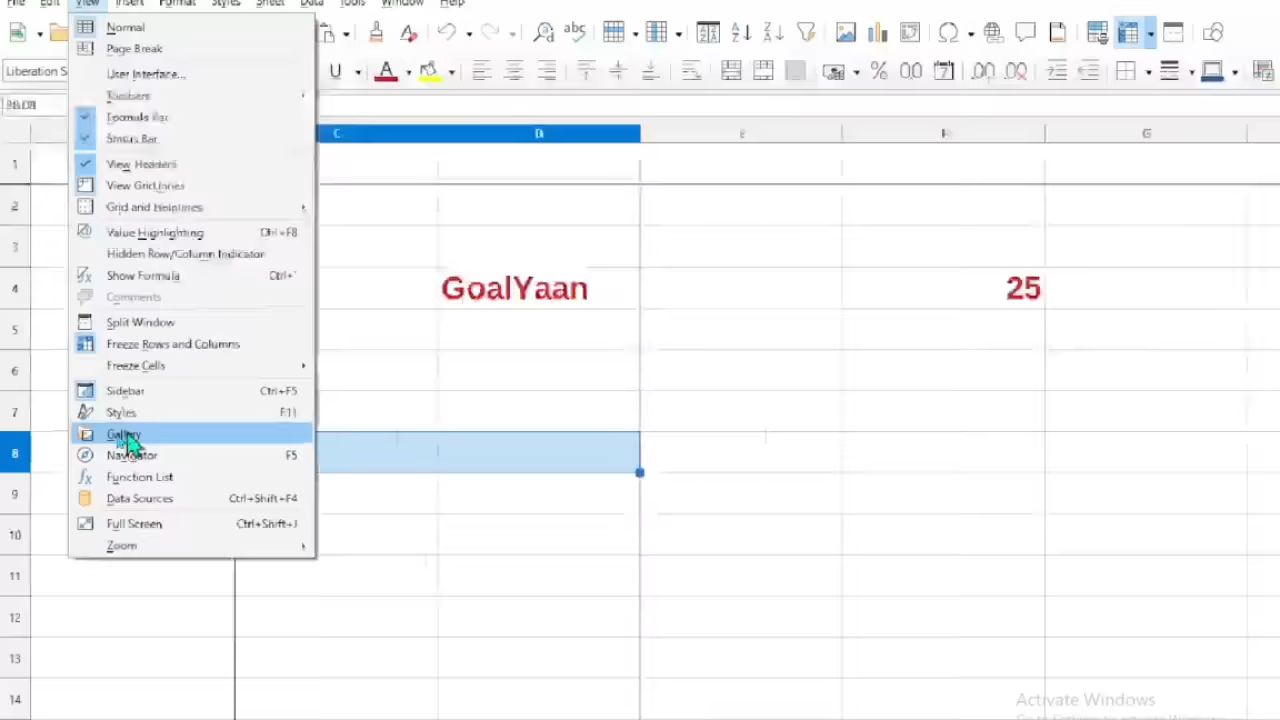 File Edit View Insert Format Styles Sheet Data Tools Window Help
Normal
Page Break
User Interface...
Toolbars
Formula Bar
Status Bar
View Headers
View GridLines
Grid and Helplines
Value Highlighting Ctrl+F8
Hidden Row/Column Indicator
Show Formula Ctrl+`
Comments
Split Window
Freeze Rows and Columns
Freeze Cells
Sidebar Ctrl+F5
Styles F11
Gallery
Navigator F5
Function List
Data Sources Ctrl+Shift+F4
Full Screen Ctrl+Shift+J
Zoom
Liberation S
C D G
1
2
3
4 GoalYaan 25
5
6
7
8
9
10
11
12
13
14
Activate Windows